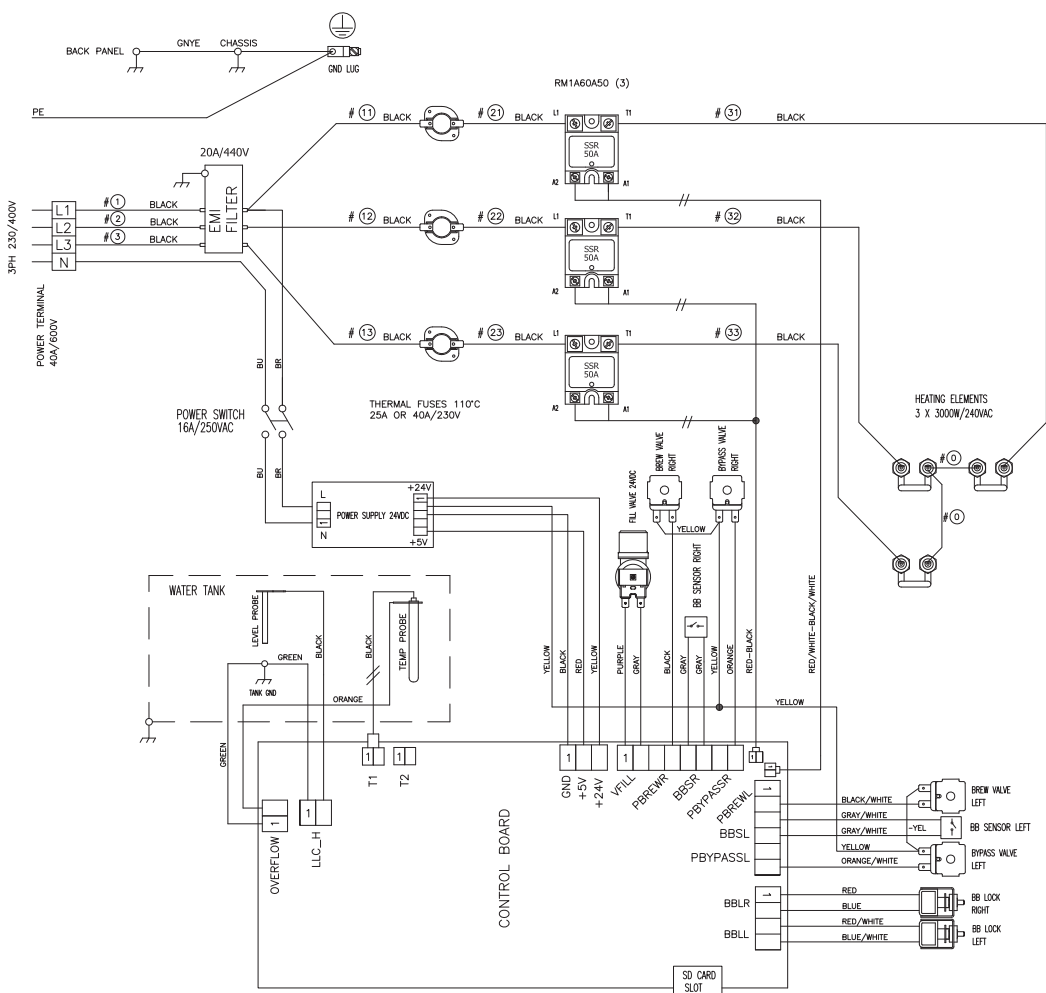 BACK PANEL
GNYE
CHASSIS
GND LUG
PE
RM1A60A50 (3)
# 11 BLACK
# 21 BLACK
L1
T1
# 31
BLACK
SSR
50A
A2
A1
20A/440V
EMI
FILTER
3PH 230/400V
L1
L2
L3
N
# 1
BLACK
# 2
BLACK
# 3
BLACK
POWER TERMINAL
40A/600V
# 12 BLACK
# 22 BLACK
L1
T1
# 32
BLACK
SSR
50A
A2
A1
# 13 BLACK
# 23 BLACK
L1
T1
# 33
BLACK
SSR
50A
A2
A1
BU
BR
POWER SWITCH
16A/250VAC
BU
BR
THERMAL FUSES 110°C
25A OR 40A/230V
HEATING ELEMENTS
3 X 3000W/240VAC
# 0
# 0
L
N
POWER SUPPLY 24VDC
+24V
1
1
+5V
FILL VALVE 24VDC
BREW VALVE
RIGHT
BYPASS VALVE
RIGHT
YELLOW
BB SENSOR RIGHT
WATER TANK
LEVEL PROBE
GREEN
BLACK
TANK GND
BLACK
TEMP PROBE
ORANGE
GREEN
YELLOW
BLACK
RED
YELLOW
PURPLE
GRAY
BLACK
GRAY
GRAY
YELLOW
ORANGE
RED-BLACK
RED/WHITE-BLACK/WHITE
YELLOW
1
T1
1
T2
1
GND
+5V
+24V
1
VFILL
PBREWR
BBSR
PBYPASSR
1
1
1
OVERFLOW
1
LLC_H
CONTROL BOARD
PBREWL
1
BBSL
PBYPASSL
BLACK/WHITE
GRAY/WHITE
GRAY/WHITE
-YEL
YELLOW
ORANGE/WHITE
BREW VALVE
LEFT
BB SENSOR LEFT
BYPASS VALVE
LEFT
BBLR
1
BBLL
RED
BLUE
RED/WHITE
BLUE/WHITE
BB LOCK
RIGHT
BB LOCK
LEFT
SD CARD
SLOT